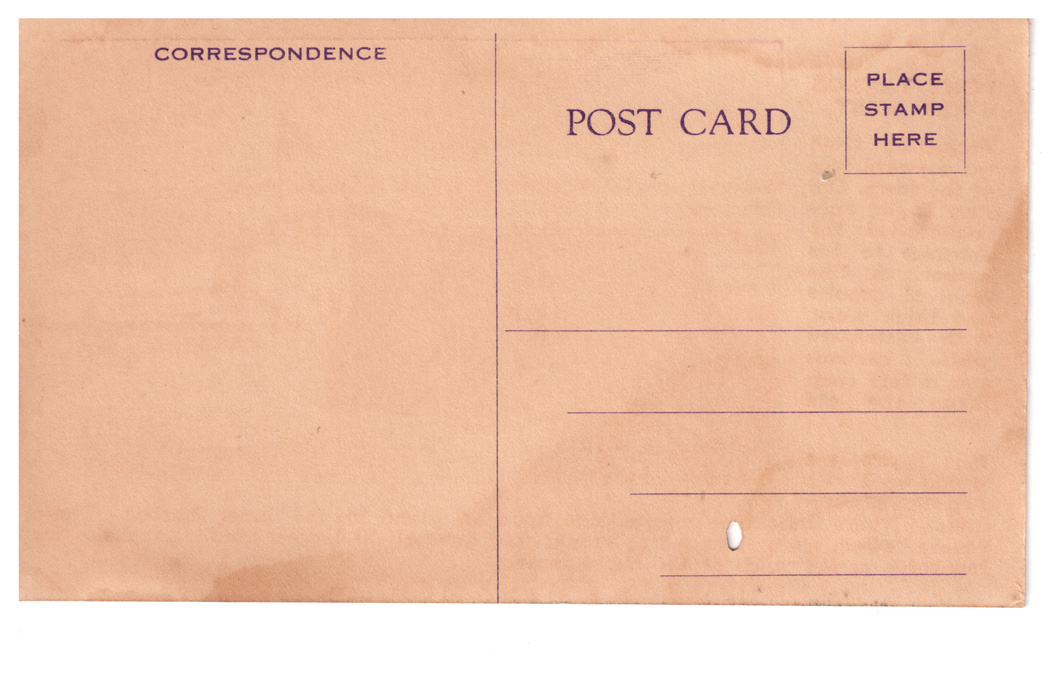 CORRESPONDENCE
POST CARD
PLACE
STAMP
HERE